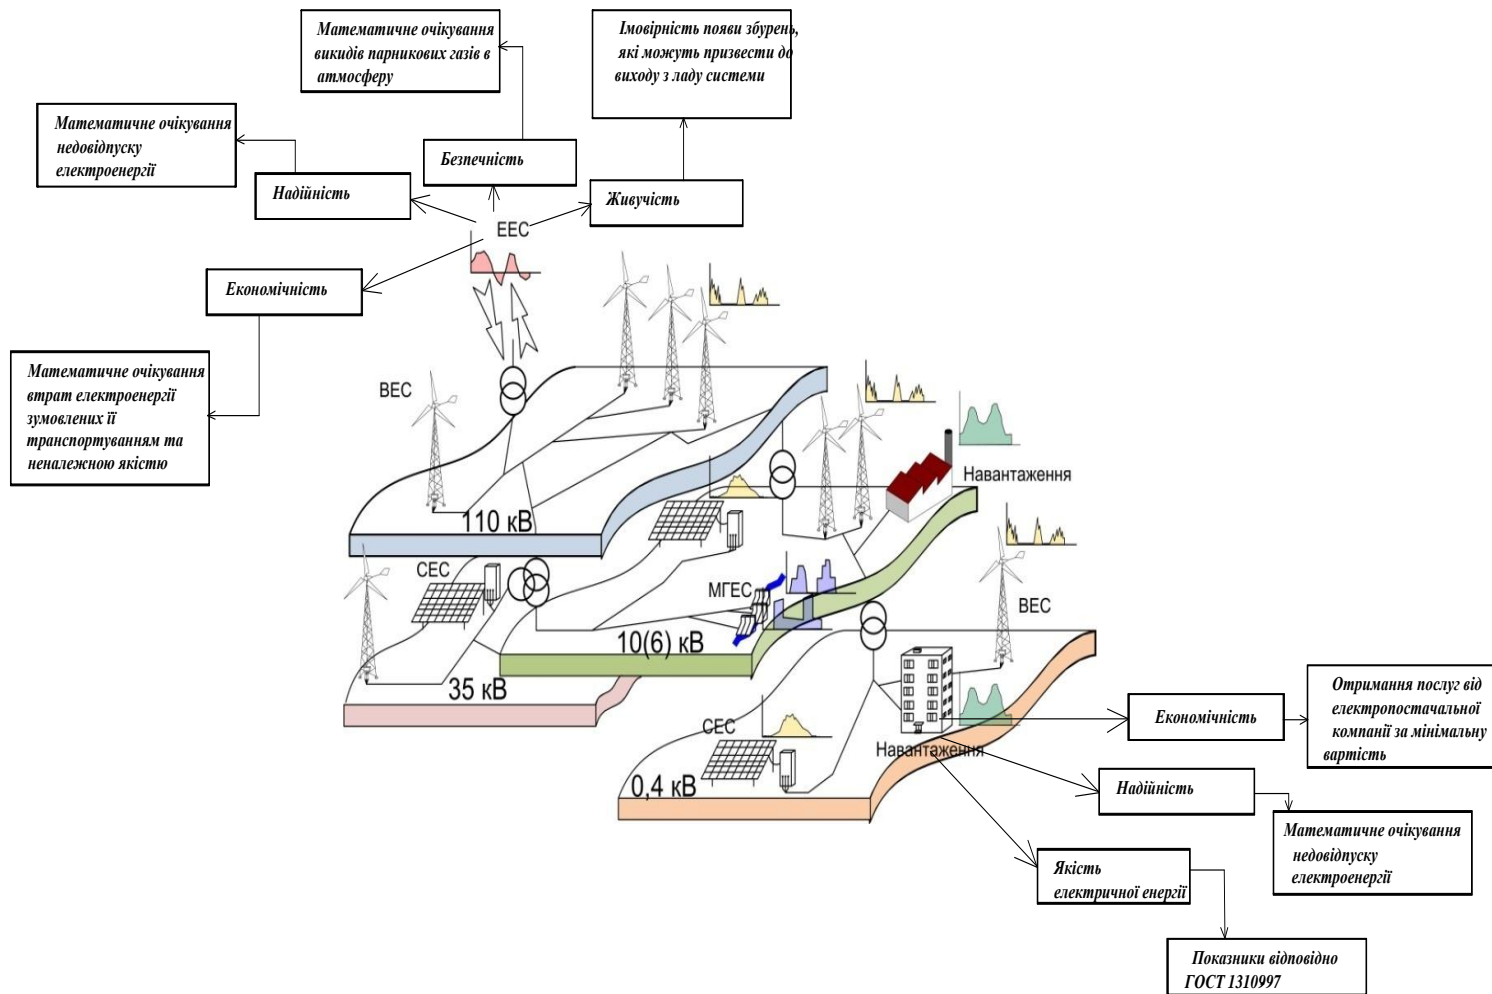 Математичне очікування
викидів парникових газів в
атмосферу
Імовірність появи збурень,
які можуть призвести до
виходу з ладу системи
Математичне очікування
недовідпуску
електроенергії
Безпечність
Надійність
Живучість
ЕЕС
Економічність
Математичне очікування
втрат електроенергії
зумовлених її
транспортуванням та
неналежною якістю
ВЕС
Навантаження
110 кВ
СЕС
МГЕС
ВЕС
10(6) кВ
35 кВ
СЕС
Навантаження
0,4 кВ
Економічність
Отримання послуг від
електропостачальної
компанії за мінімальну
вартість
Надійність
Математичне очікування
недовідпуску
електроенергії
Якість
електричної енергії
Показники відповідно
ГОСТ 1310997